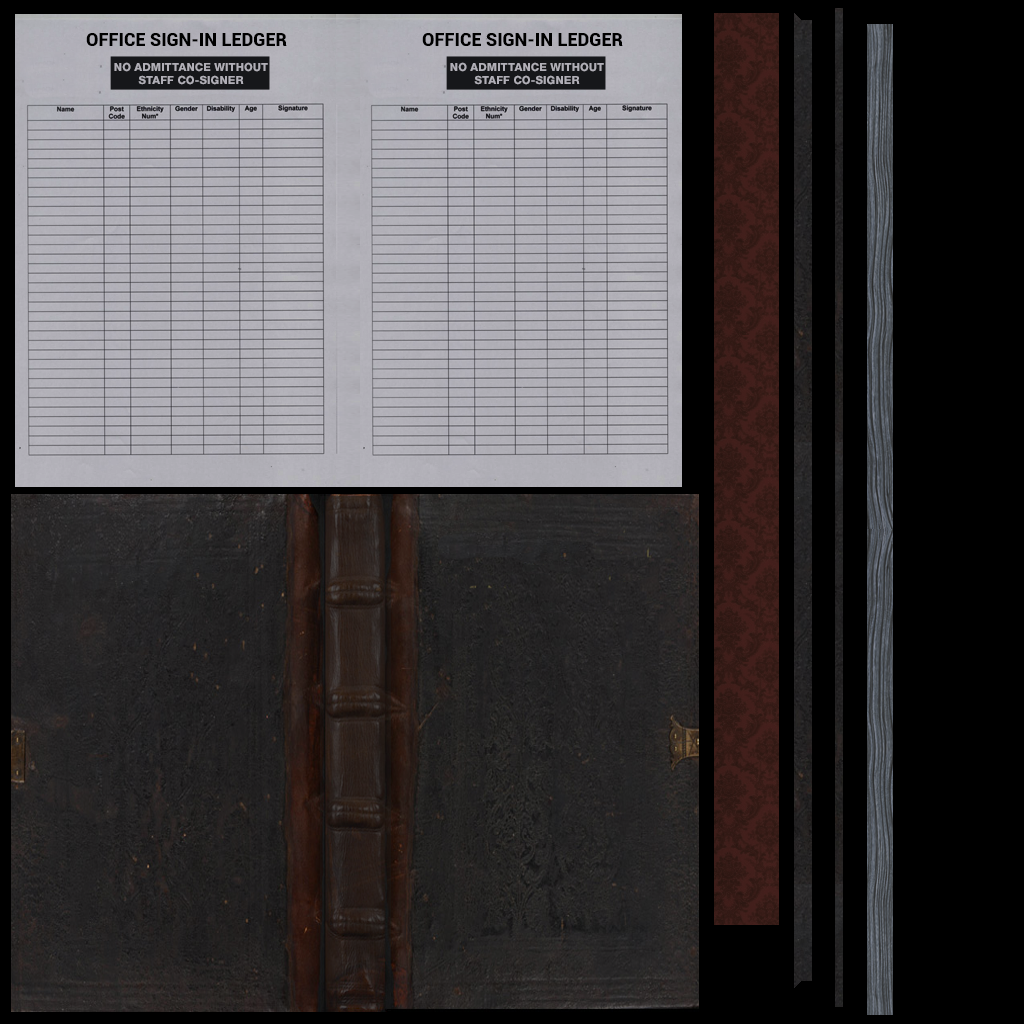 OFFICE SIGN-IN LEDGER
NO ADMITTANCE WITHOUT
STAFF CO-SIGNER
Name Post Code Ethnicity Num* Gender Disability Age Signature
OFFICE SIGN-IN LEDGER
NO ADMITTANCE WITHOUT
STAFF CO-SIGNER
Name Post Code Ethnicity Num* Gender Disability Age Signature